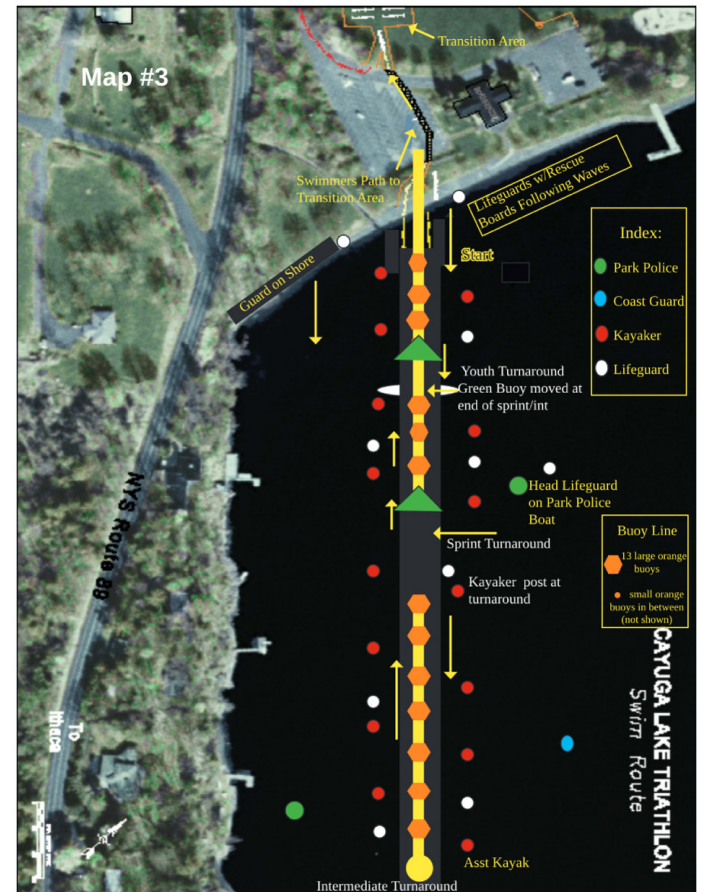 Map #3
Transition Area
Swimmers Path to
Transition Area
Lifeguards w/Rescue
Boards Following Waves
Guard on Shore
Start
Index:
Park Police
Coast Guard
Kayaker
Lifeguard
Youth Turnaround
Green Buoy moved at
end of sprint/int
NYS Route 89
Head Lifeguard
on Park Police
Boat
Sprint Turnaround
Buoy Line
13 large orange
buoys
small orange
buoys in between
(not shown)
Kayaker post at
turnaround
CAYUGA LAKE TRIATHLON
Swim Route
To
Ithaca
Asst Kayak
Intermediate Turnaround